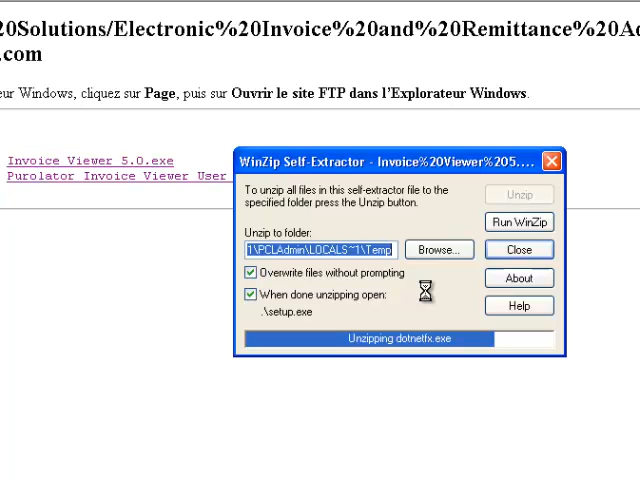 20Solutions/Electronic%20Invoice%20and%20Remittance%20Ad
.com
eur Windows, cliquez sur Page, puis sur Ouvrir le site FTP dans l'Explorateur Windows.
Invoice Viewer 5.0.exe
Purolator Invoice Viewer User
WinZip Self-Extractor - Invoice%20Viewer%205....
To unzip all files in this self-extractor file to the
specified folder press the Unzip button.
Unzip to folder:
1\PCLAdmin\LOCALS~1\Temp
Browse...
Overwrite files without prompting
When done unzipping open:
.\setup.exe
Unzip
Run WinZip
Close
About
Help
Unzipping dotnetfx.exe